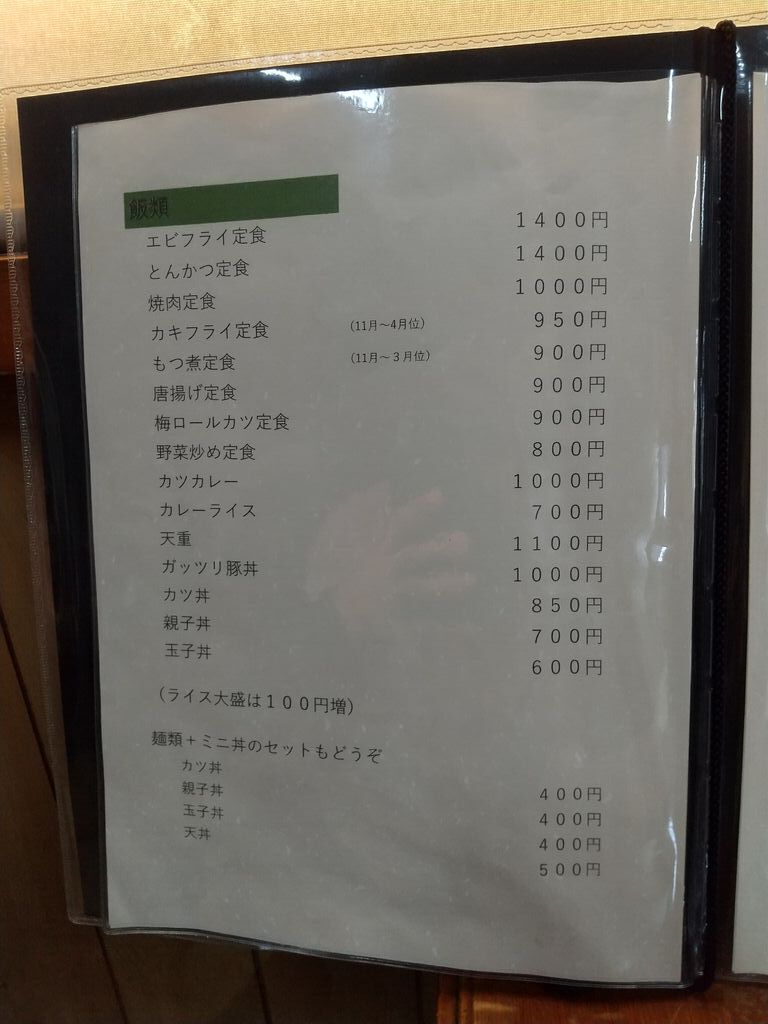 飯類
エビフライ定食 1400円
とんかつ定食 1400円
焼肉定食 1000円
カキフライ定食 (11月～4月位) 950円
もつ煮定食 (11月～3月位) 900円
唐揚げ定食 900円
梅ロールカツ定食 900円
野菜炒め定食 800円
カツカレー 1000円
カレーライス 700円
天重 1100円
ガッツリ豚丼 1000円
カツ丼 850円
親子丼 700円
玉子丼 600円
（ライス大盛は１００円増）
麺類＋ミニ丼のセットもどうぞ
カツ丼 400円
親子丼 400円
玉子丼 400円
天丼 500円